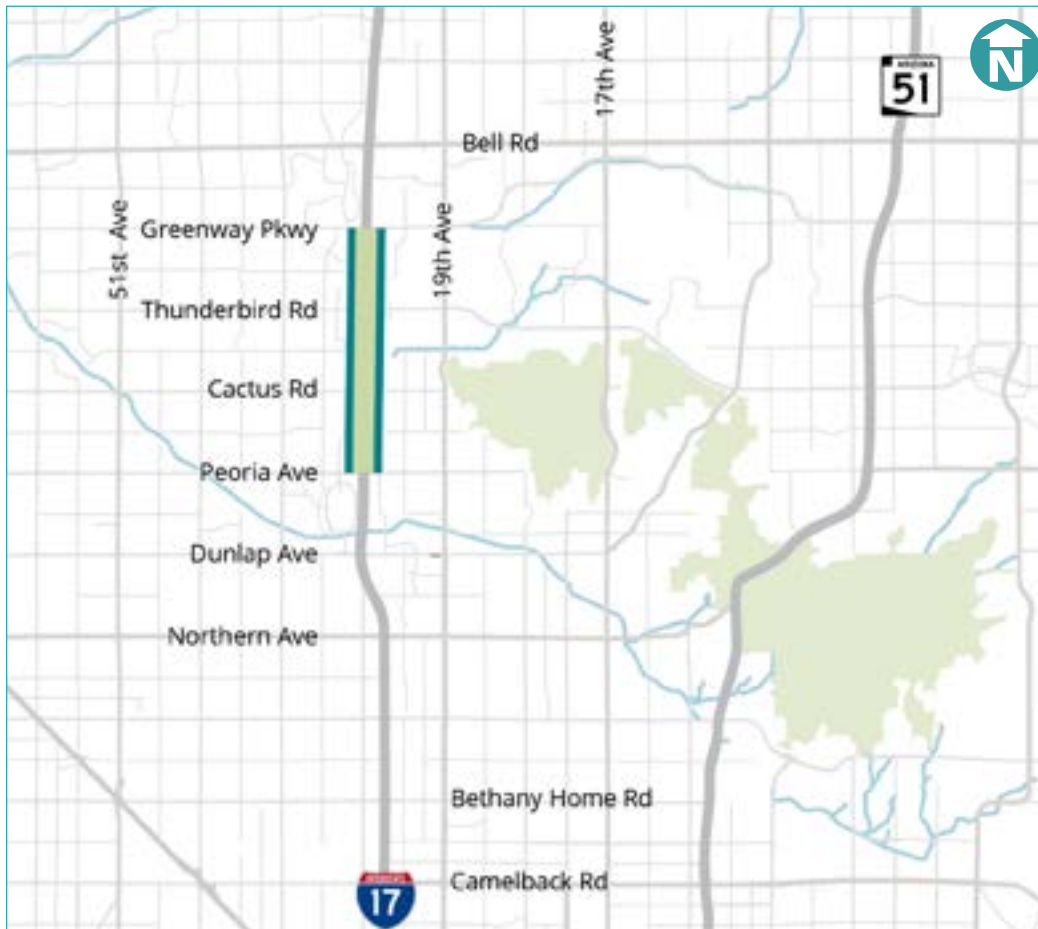 N
17th Ave
ARIZONA
51
Bell Rd
51st Ave
Greenway Pkwy
19th Ave
Thunderbird Rd
Cactus Rd
Peoria Ave
Dunlap Ave
Northern Ave
Bethany Home Rd
Camelback Rd
17